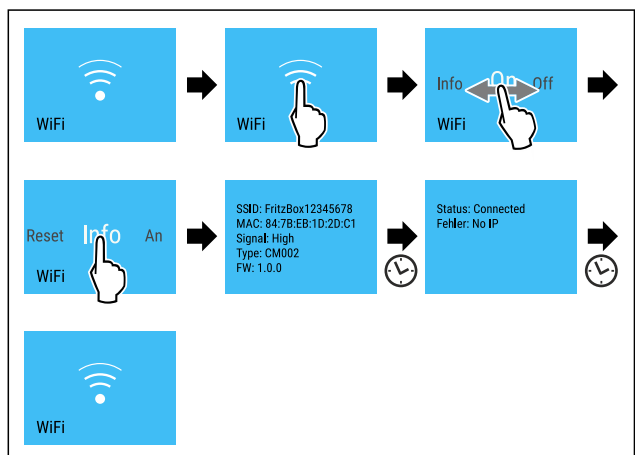 WiFi
WiFi
Info On Off
WiFi
Reset Info An
WiFi
SSID: FritzBox12345678
MAC: 84:7B:EB:1D:2D:C1
Signal: High
Type: CM002
FW: 1.0.0
Status: Connected
Fehler: No IP
WiFi